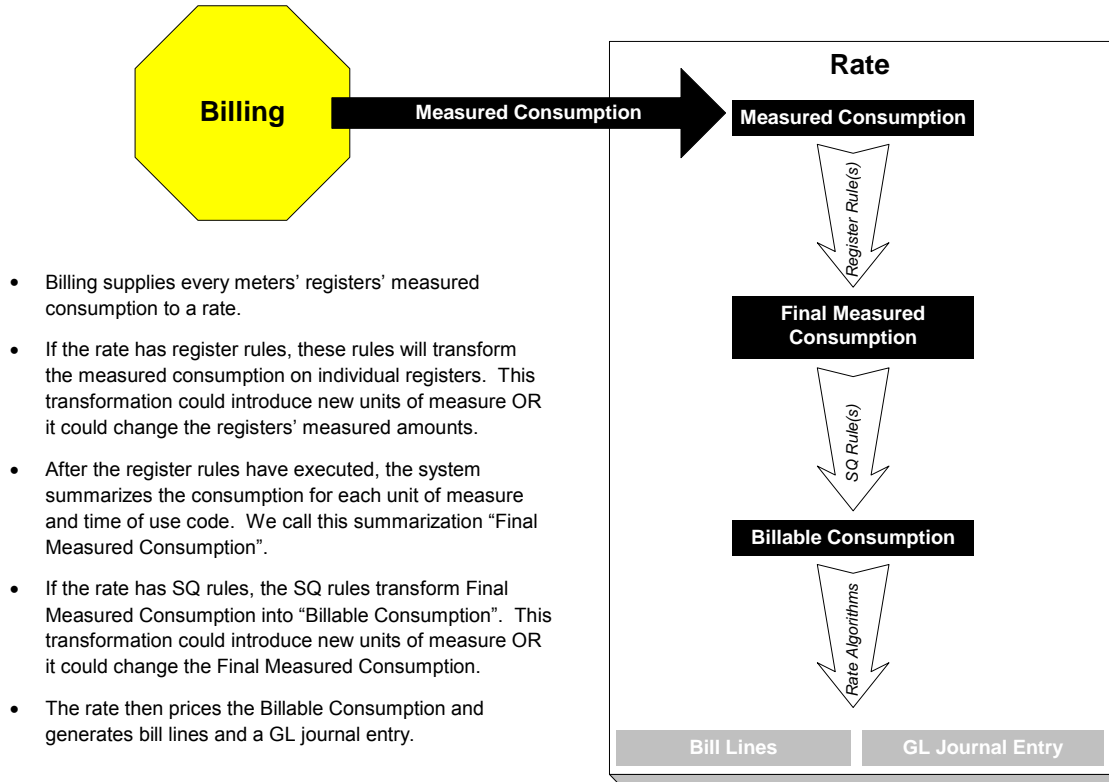 Billing
Measured Consumption
Rate
Measured Consumption
Register Rule(s)
Final Measured
Consumption
SQ Rule(s)
Billable Consumption
Rate Algorithms
Bill Lines
GL Journal Entry
• Billing supplies every meters’ registers’ measured
consumption to a rate.
• If the rate has register rules, these rules will transform
the measured consumption on individual registers. This
transformation could introduce new units of measure OR
it could change the registers’ measured amounts.
• After the register rules have executed, the system
summarizes the consumption for each unit of measure
and time of use code. We call this summarization “Final
Measured Consumption”.
• If the rate has SQ rules, the SQ rules transform Final
Measured Consumption into “Billable Consumption”. This
transformation could introduce new units of measure OR
it could change the Final Measured Consumption.
• The rate then prices the Billable Consumption and
generates bill lines and a GL journal entry.